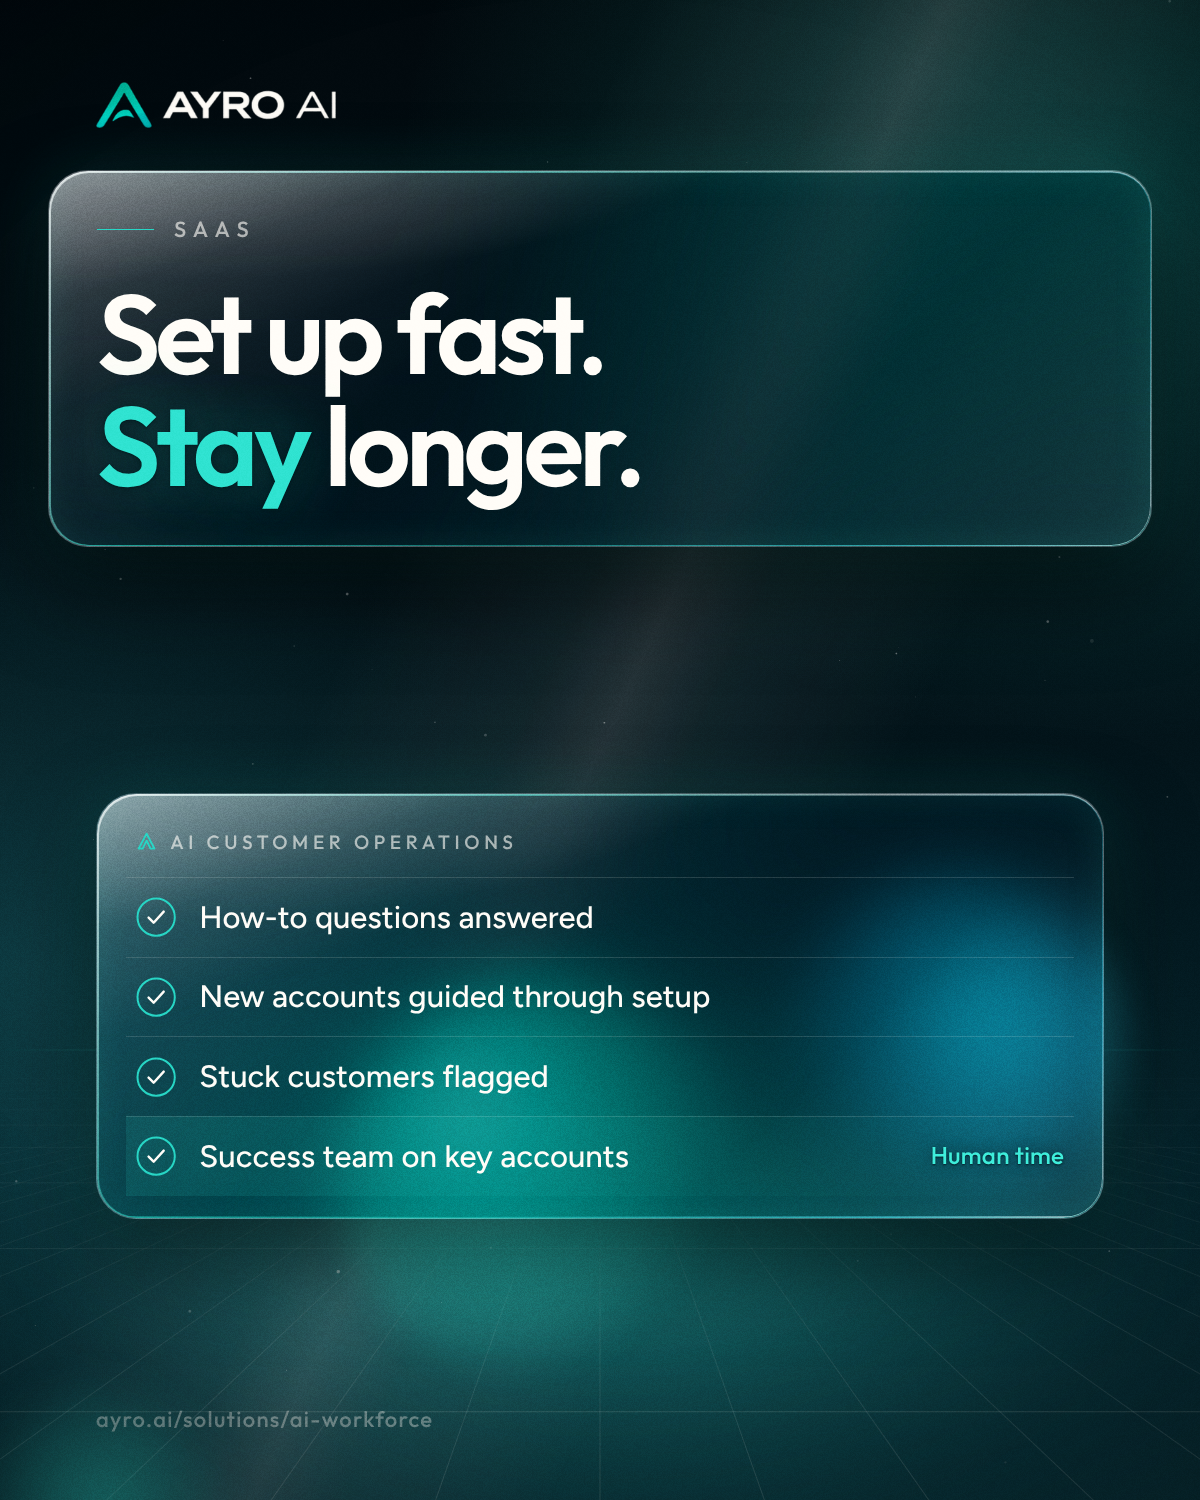 AYRO AI
SAAS
Set up fast.
Stay longer.
AI CUSTOMER OPERATIONS
How-to questions answered
New accounts guided through setup
Stuck customers flagged
Success team on key accounts
Human time
ayro.ai/solutions/ai-workforce